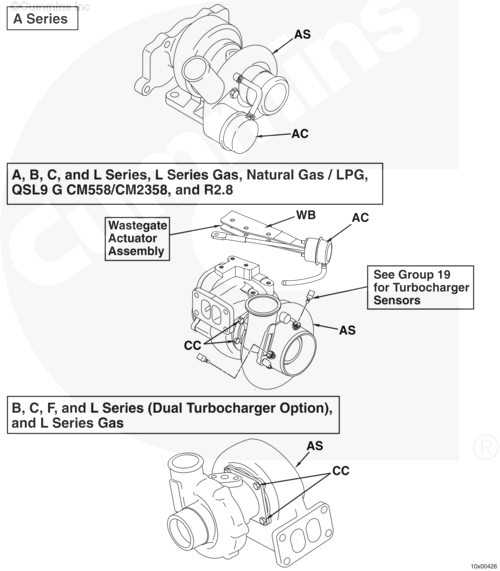 © Cummins Inc
A Series
AS
AC
A, B, C, and L Series, L Series Gas, Natural Gas / LPG,
QSL9 G CM558/CM2358, and R2.8
WB
AC
Wastegate
Actuator
Assembly
See Group 19
for Turbocharger
Sensors
AS
CC
B, C, F, and L Series (Dual Turbocharger Option),
and L Series Gas
AS
CC
Cummins
®
10x00426